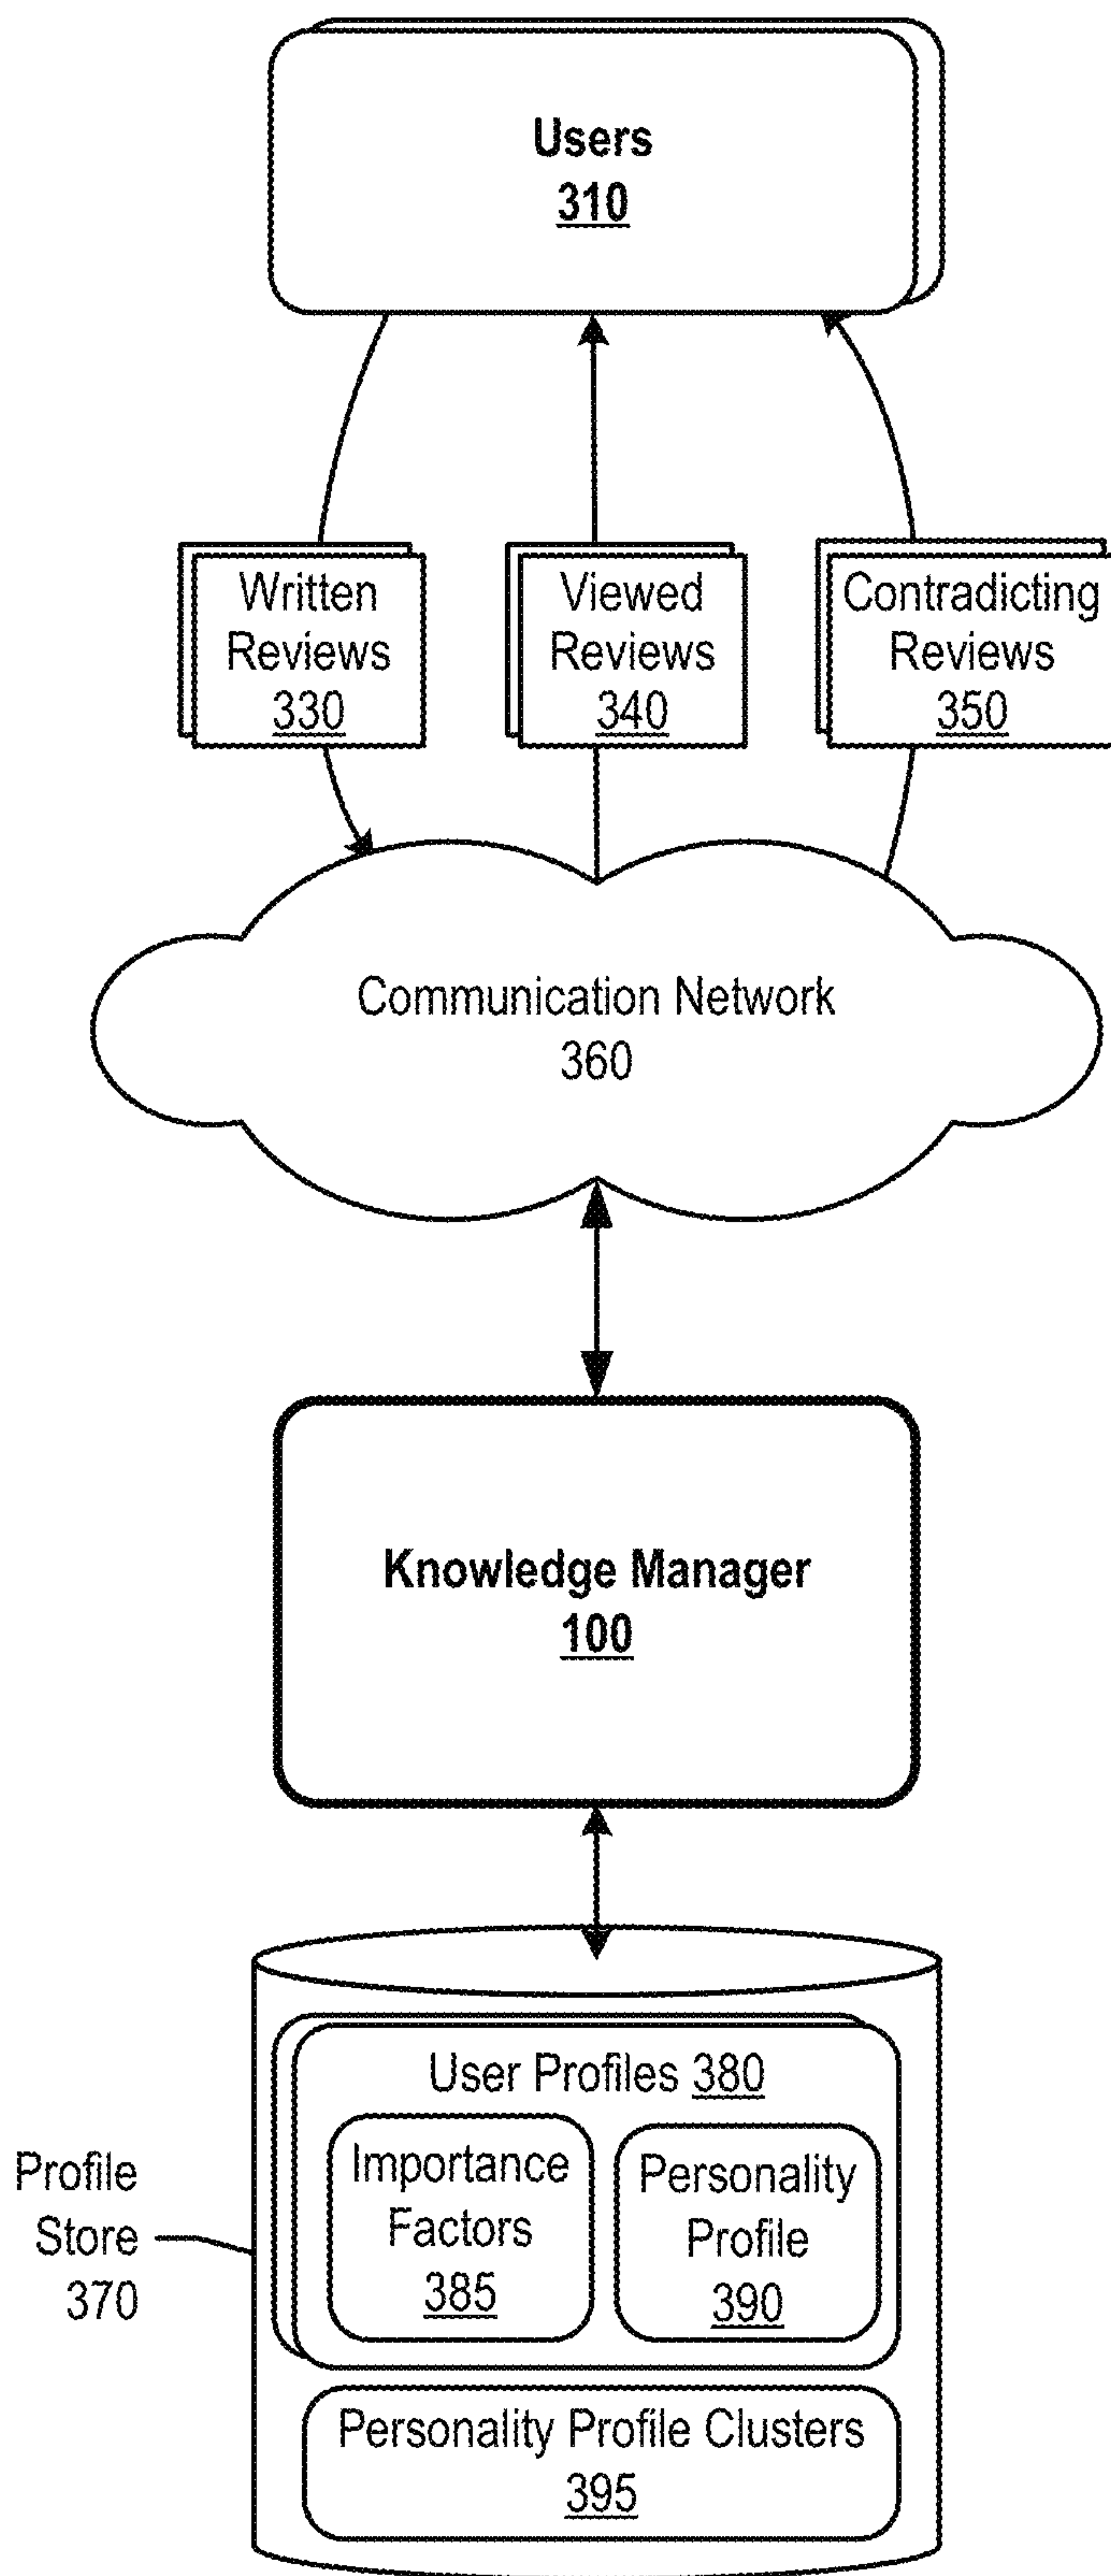 Users
310
Written
Reviews
330
Viewed
Reviews
340
Contradicting
Reviews
350
Communication Network
360
Knowledge Manager
100
Profile
Store
370
User Profiles 380
Importance
Factors
385
Personality
Profile
390
Personality Profile Clusters
395